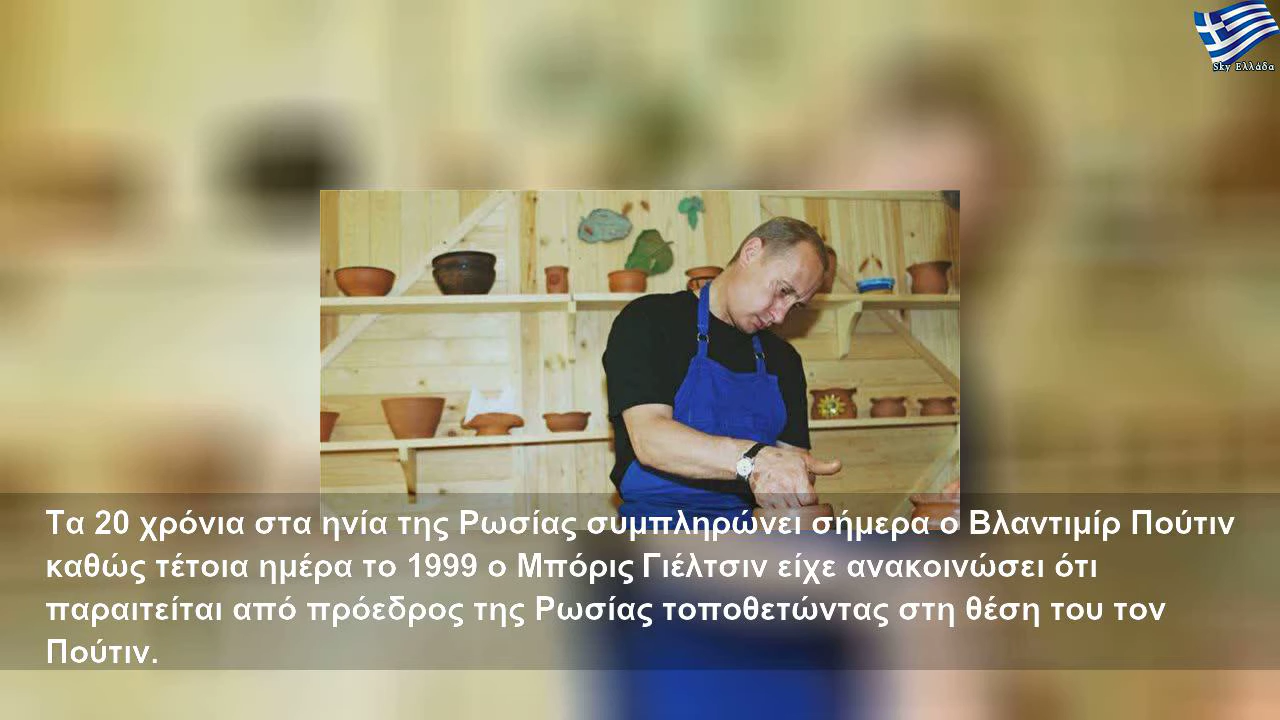 Sky Ελλάδα
Τα 20 χρόνια στα ηνία της Ρωσίας συμπληρώνει σήμερα ο Βλαντιμίρ Πούτιν
καθώς τέτοια ημέρα το 1999 ο Μπόρις Γιέλτσιν είχε ανακοινώσει ότι
παραιτείται από πρόεδρος της Ρωσίας τοποθετώντας στη θέση του τον
Πούτιν.